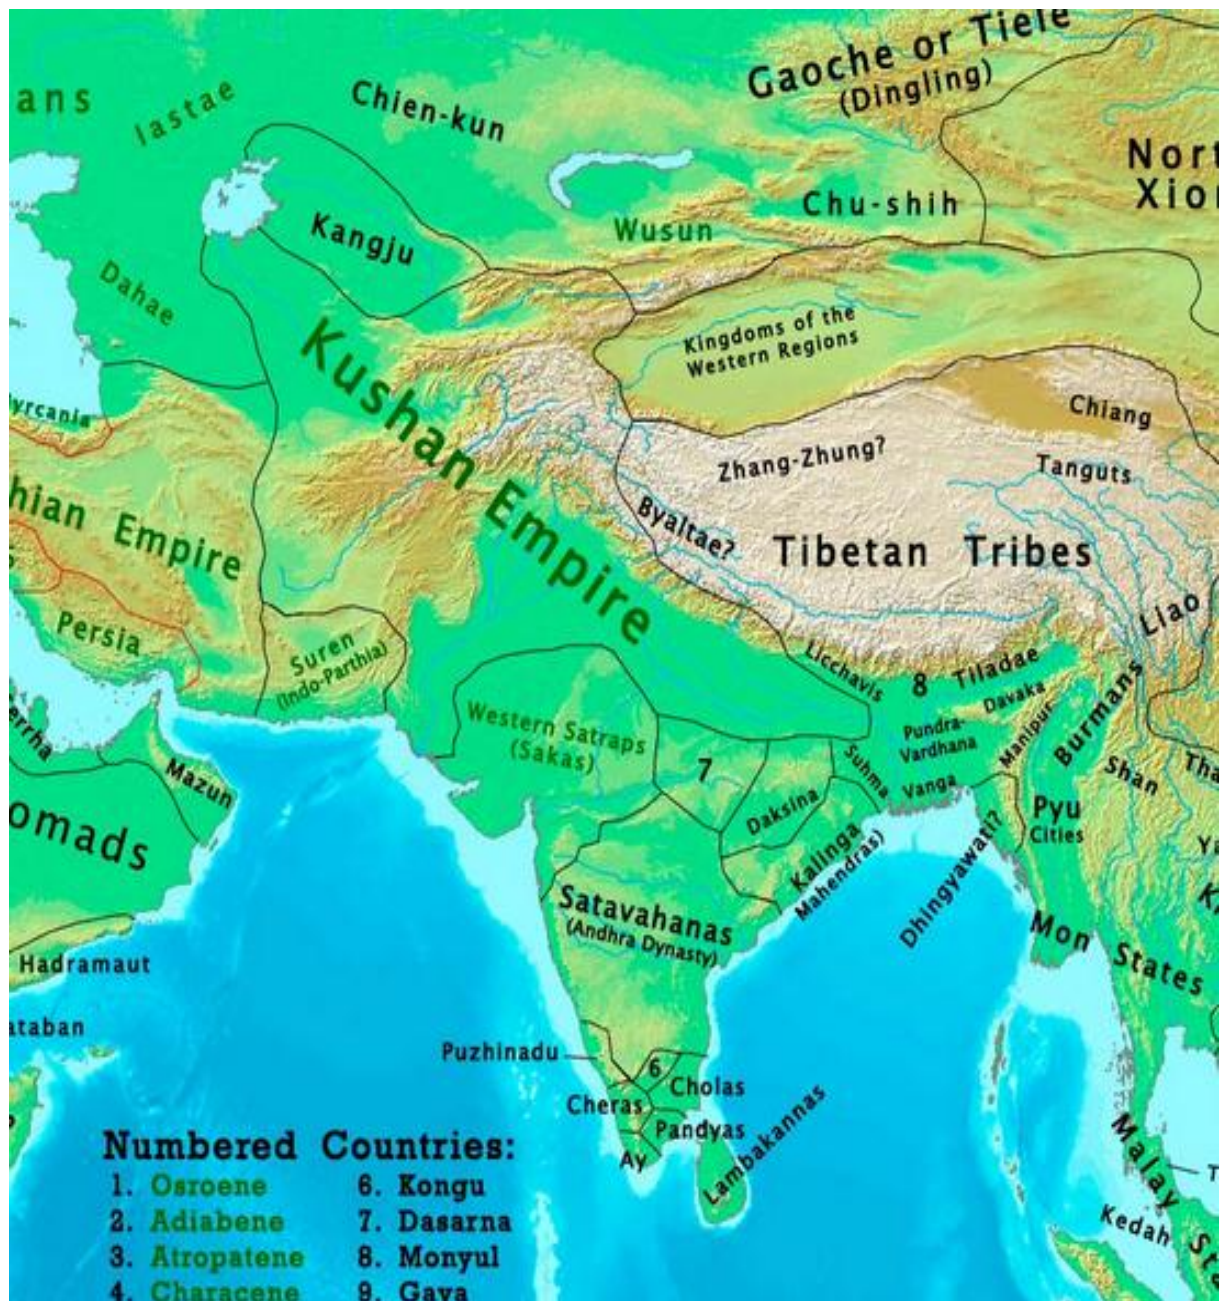 Gaoche or Tiele
(Dingling)
ans
Iastae
Chien-kun
Nort
Xion
Chu-shih
Wusun
Kangju
Dahae
Kushan Empire
Kingdoms of the
Western Regions
yrcania
Chiang
Zhang-Zhung?
Tanguts
hian Empire
Byaltae?
Tibetan Tribes
Liao
Persia
Suren
(Indo-Parthia)
Licchavis
8
Tiladae
Davaka
Western Satraps
(Sakas)
Pundra-
Vardhana
Manipur
Burmans
errha
Mazun
7
Suhma
Vanga
Shan
Tha
Daksina
Pyu
Cities
omads
Kalinga
Mahendras)
Dhingyawati?
Ya
Satavahanas
(Andhra Dynasty)
Mon States
Hadramaut
ataban
Puzhinadu
6
Cholas
Cheras
Pandyas
Ay
Lambakannas
Malay St
Kedah
T
Numbered Countries:
1. Osroene 6. Kongu
2. Adiabene 7. Dasarna
3. Atropatene 8. Monyul
4. Characene 9. Gaya